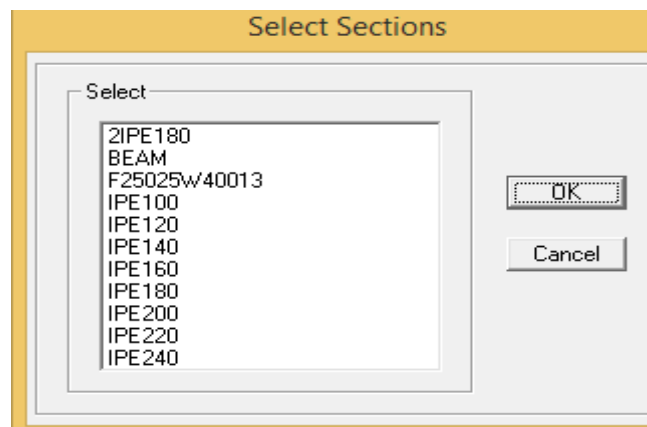 Select Sections
Select
2IPE180
BEAM
F25025W40013
IPE100
IPE120
IPE140
IPE160
IPE180
IPE200
IPE220
IPE240
OK
Cancel